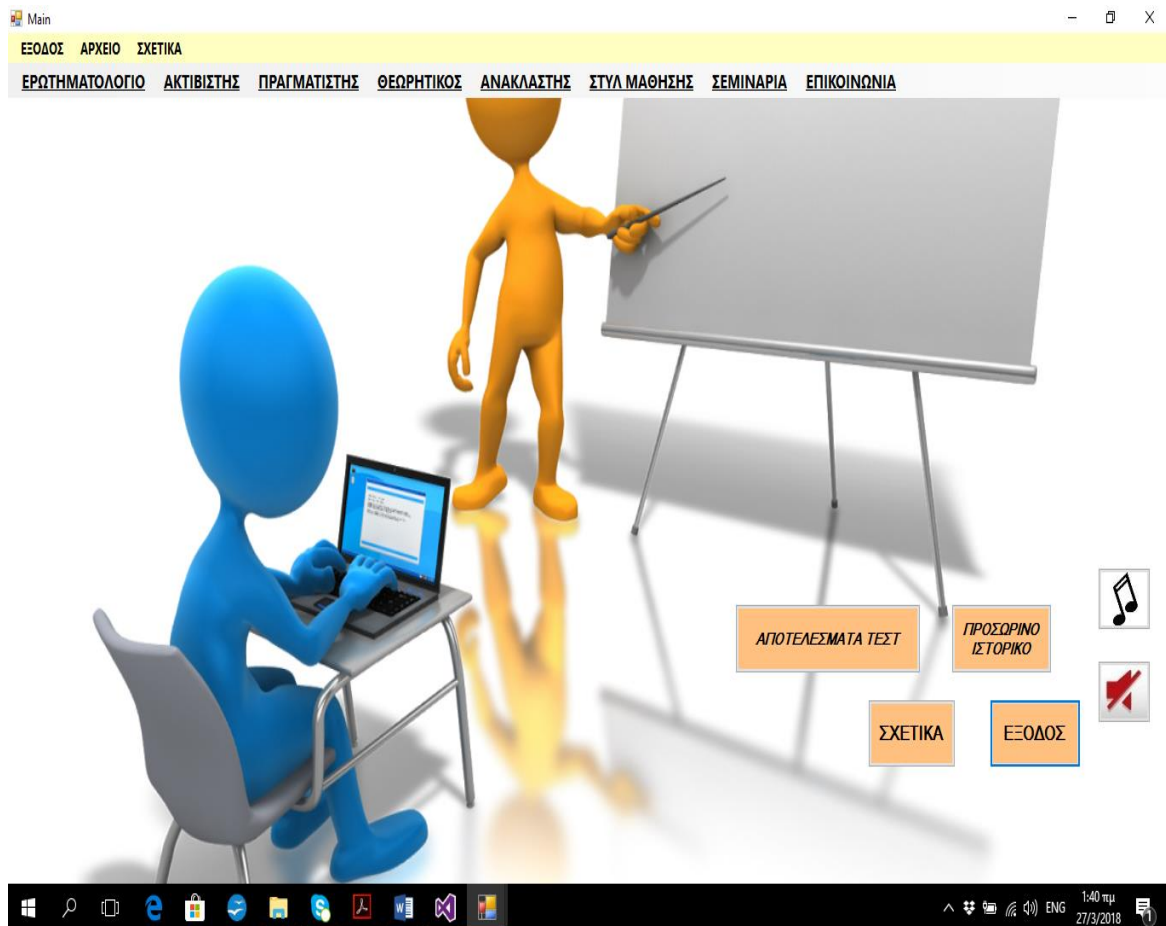 Main
ΕΞΟΔΟΣ ΑΡΧΕΙΟ ΣΧΕΤΙΚΑ
ΕΡΩΤΗΜΑΤΟΛΟΓΙΟ ΑΚΤΙΒΙΣΤΗΣ ΠΡΑΓΜΑΤΙΣΤΗΣ ΘΕΩΡΗΤΙΚΟΣ ΑΝΑΚΛΑΣΤΗΣ ΣΤΥΛ ΜΑΘΗΣΗΣ ΣΕΜΙΝΑΡΙΑ ΕΠΙΚΟΙΝΩΝΙΑ
ΑΠΟΤΕΛΕΣΜΑΤΑ ΤΕΣΤ
ΠΡΟΣΩΡΙΝΟ
ΙΣΤΟΡΙΚΟ
ΣΧΕΤΙΚΑ
ΕΞΟΔΟΣ
ENG
1:40 πμ
27/3/2018
1